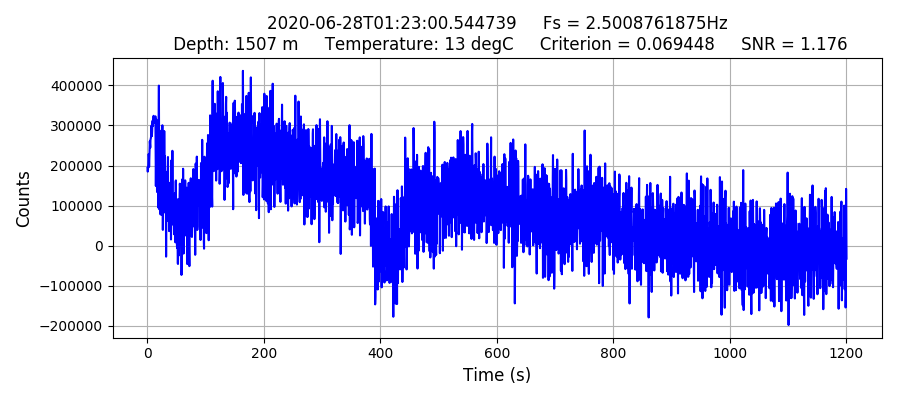 2020-06-28T01:23:00.544739 Fs = 2.5008761875Hz
Depth: 1507 m Temperature: 13 degC Criterion = 0.069448 SNR = 1.176
400000
300000
200000
100000
0
−100000
−200000
Counts
0 200 400 600 800 1000 1200
Time (s)